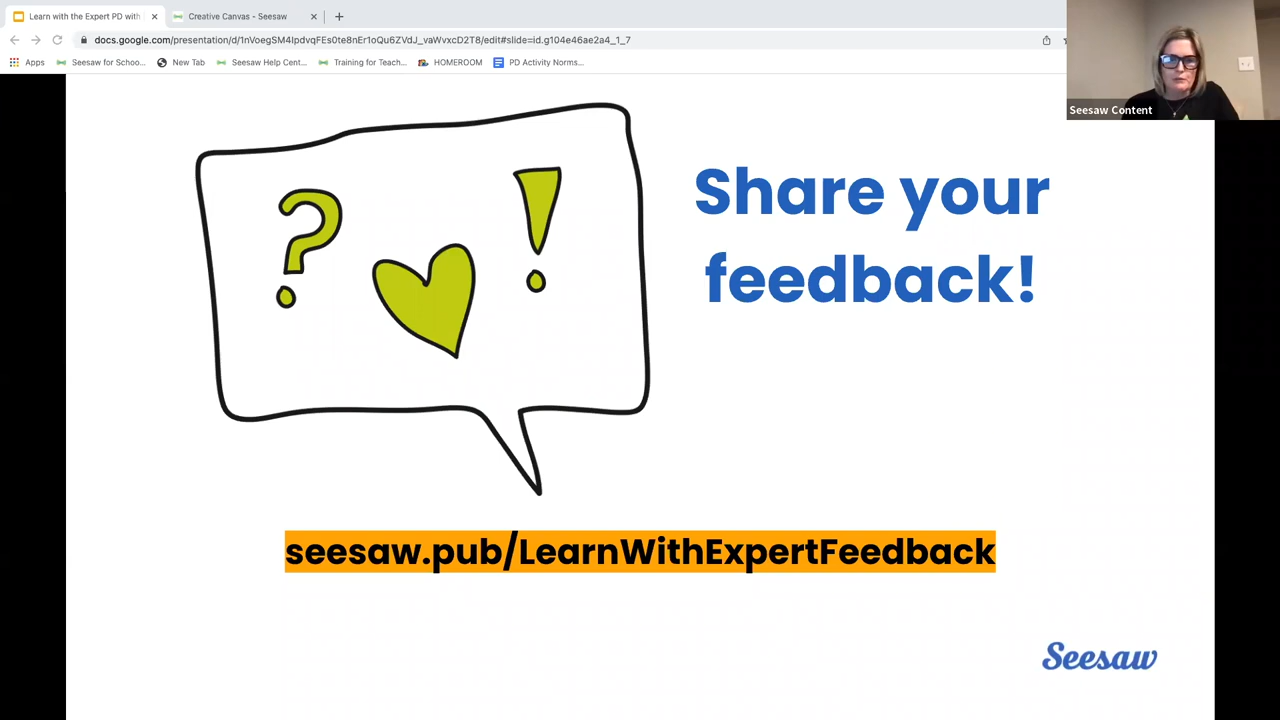 Learn with the Expert PD with
Creative Canvas - Seesaw
docs.google.com/presentation/d/1nVoegSM4IpdvqFEs0te8nEr1oQu6ZVdJ_vaWvxcD2T8/edit#slide=id.g104e46ae2a4_1_7
Apps
Seesaw for Schoo...
New Tab
Seesaw Help Cent...
Training for Teach...
HOMEROOM
PD Activity Norms...
Seesaw Content
? !
Share your
feedback!
seesaw.pub/LearnWithExpertFeedback
Seesaw